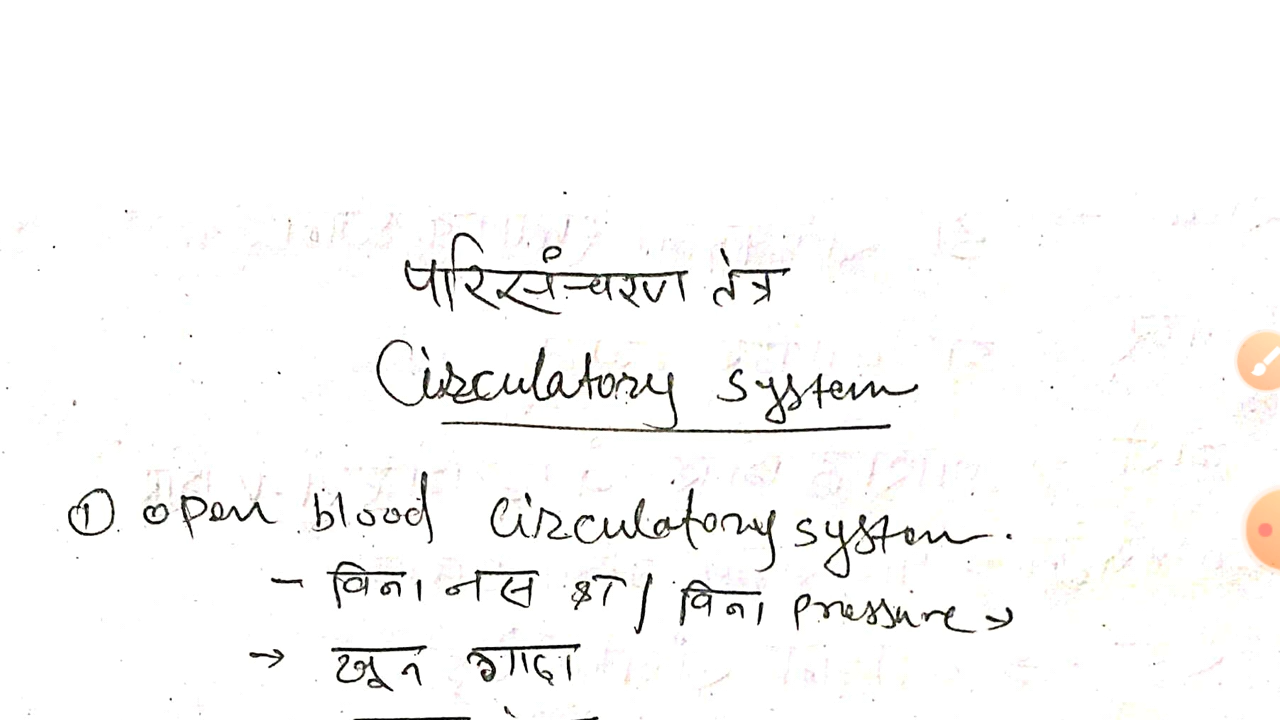 परिसंचरण तंत्र
Circulatory system
① open blood circulatory system.
- विना नस का / विना pressure →
→ खून गाढ़ा